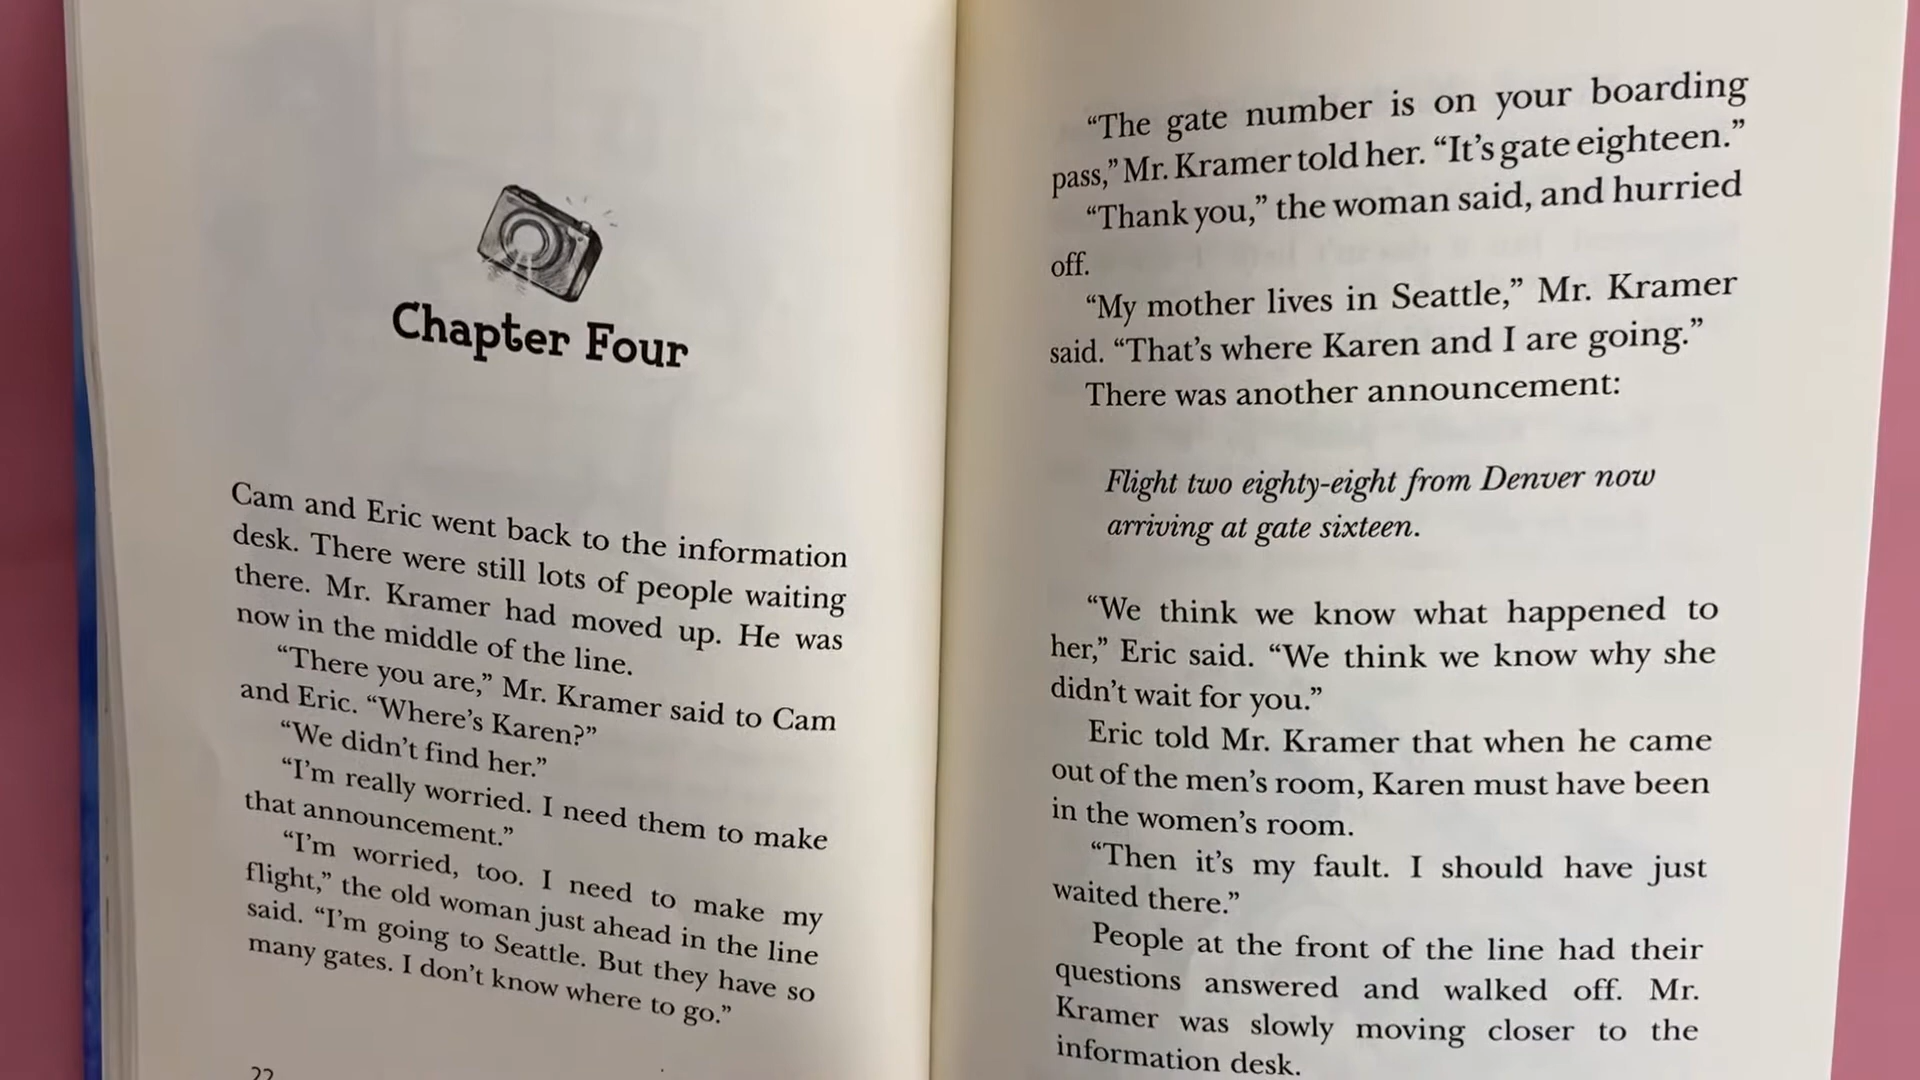 Chapter Four
Cam and Eric went back to the information
desk. There were still lots of people waiting
there. Mr. Kramer had moved up. He was
now in the middle of the line.
“There you are,” Mr. Kramer said to Cam
and Eric. “Where’s Karen?”
“We didn’t find her.”
“I’m really worried. I need them to make
that announcement.”
“I’m worried, too. I need to make my
flight,” the old woman just ahead in the line
said. “I’m going to Seattle. But they have so
many gates. I don’t know where to go.”
22
“The gate number is on your boarding
pass,” Mr. Kramer told her. “It’s gate eighteen.”
“Thank you,” the woman said, and hurried
off.
“My mother lives in Seattle,” Mr. Kramer
said. “That’s where Karen and I are going.”
There was another announcement:
Flight two eighty-eight from Denver now
arriving at gate sixteen.
“We think we know what happened to
her,” Eric said. “We think we know why she
didn’t wait for you.”
Eric told Mr. Kramer that when he came
out of the men’s room, Karen must have been
in the women’s room.
“Then it’s my fault. I should have just
waited there.”
People at the front of the line had their
questions answered and walked off. Mr.
Kramer was slowly moving closer to the
information desk.